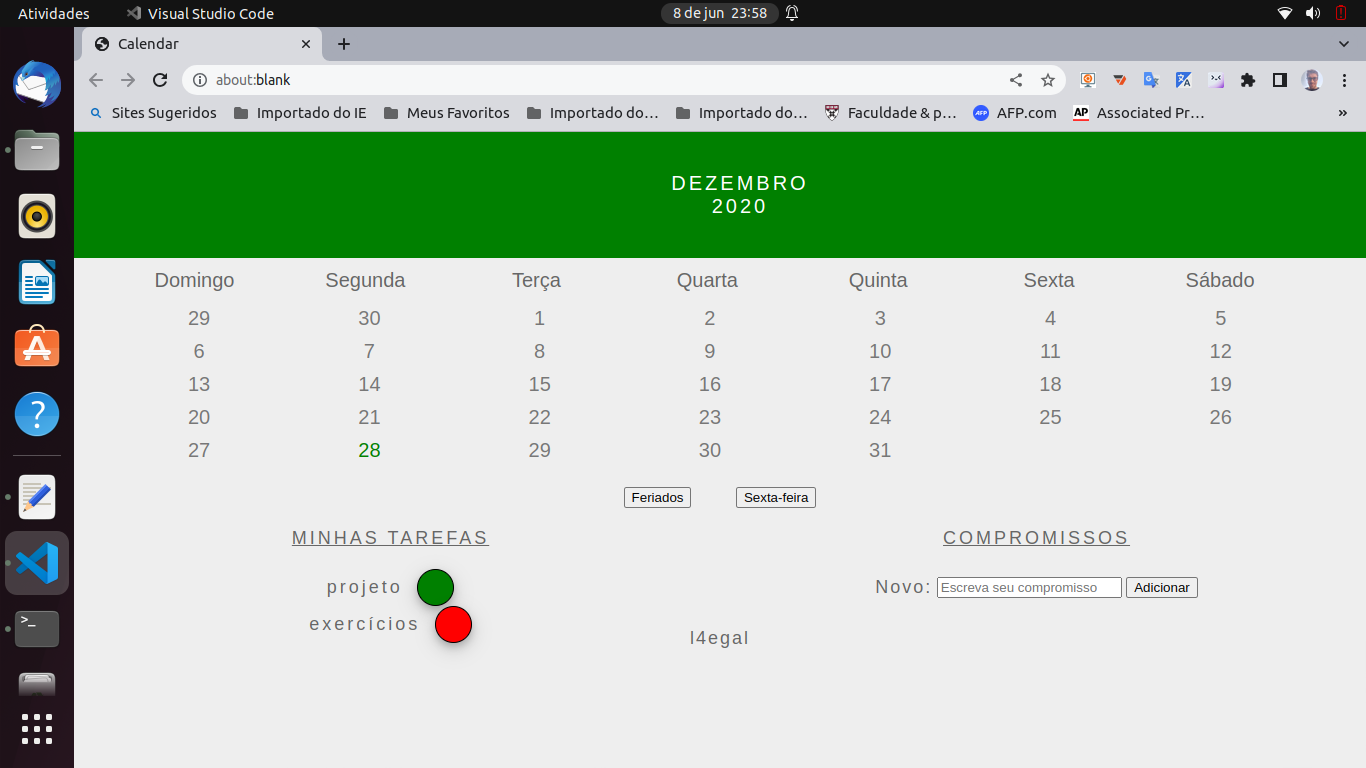 Atividades Visual Studio Code 8 de jun 23:58
Calendar
about:blank
Sites Sugeridos Importado do IE Meus Favoritos Importado do… Importado do… Faculdade & p… AFP AFP.com AP Associated Pr… »
DEZEMBRO
2020
Domingo Segunda Terça Quarta Quinta Sexta Sábado
29 30 1 2 3 4 5
6 7 8 9 10 11 12
13 14 15 16 17 18 19
20 21 22 23 24 25 26
27 28 29 30 31
Feriados Sexta-feira
MINHAS TAREFAS COMPROMISSOS
projeto Novo: Escreva seu compromisso Adicionar
exercícios
l4egal